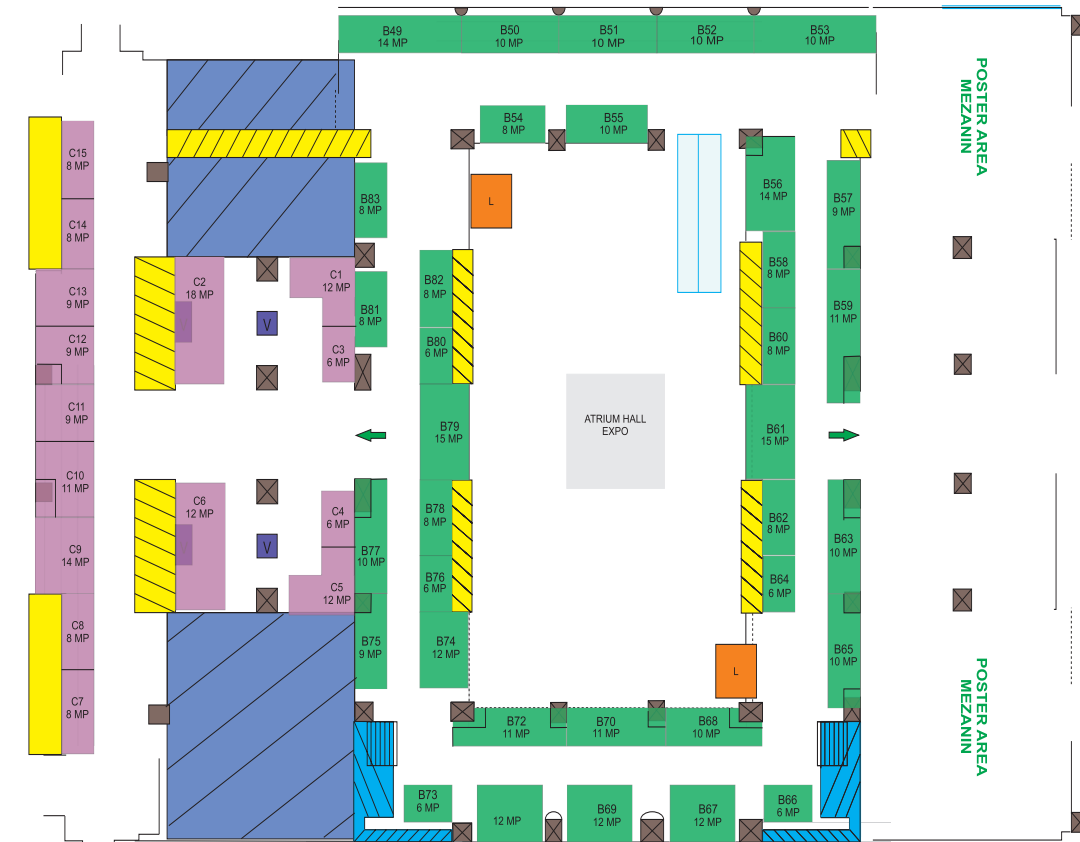 B49
14 MP
B50
10 MP
B51
10 MP
B52
10 MP
B53
10 MP
POSTER AREA
MEZANIN
B54
8 MP
B55
10 MP
C15
8 MP
C14
8 MP
C13
9 MP
C12
9 MP
C11
9 MP
C10
11 MP
C9
14 MP
C8
8 MP
C7
8 MP
C2
18 MP
C1
12 MP
V
C3
6 MP
C6
12 MP
C4
6 MP
V
C5
12 MP
B83
8 MP
B81
8 MP
B77
10 MP
B75
9 MP
L
B82
8 MP
B80
6 MP
B79
15 MP
B78
8 MP
B76
6 MP
B74
12 MP
ATRIUM HALL
EXPO
B56
14 MP
B58
8 MP
B60
8 MP
B61
15 MP
B62
8 MP
B64
6 MP
L
B57
9 MP
B59
11 MP
B63
10 MP
B65
10 MP
B72
11 MP
B70
11 MP
B68
10 MP
B73
6 MP
12 MP
B69
12 MP
B67
12 MP
B66
6 MP
POSTER AREA
MEZANIN